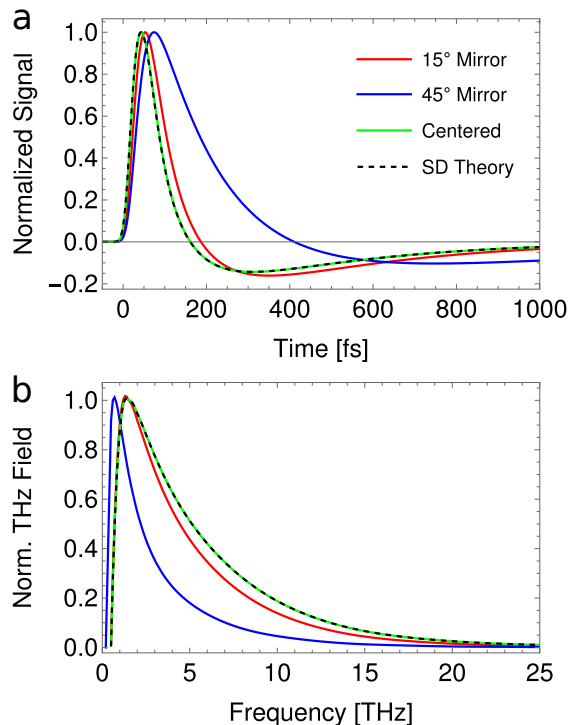 a
Normalized Signal
1.0
0.8
0.6
0.4
0.2
0.0
−0.2
15° Mirror
45° Mirror
Centered
SD Theory
0 200 400 600 800 1000
Time [fs]
b
Norm. THz Field
1.0
0.8
0.6
0.4
0.2
0.0
0 5 10 15 20 25
Frequency [THz]